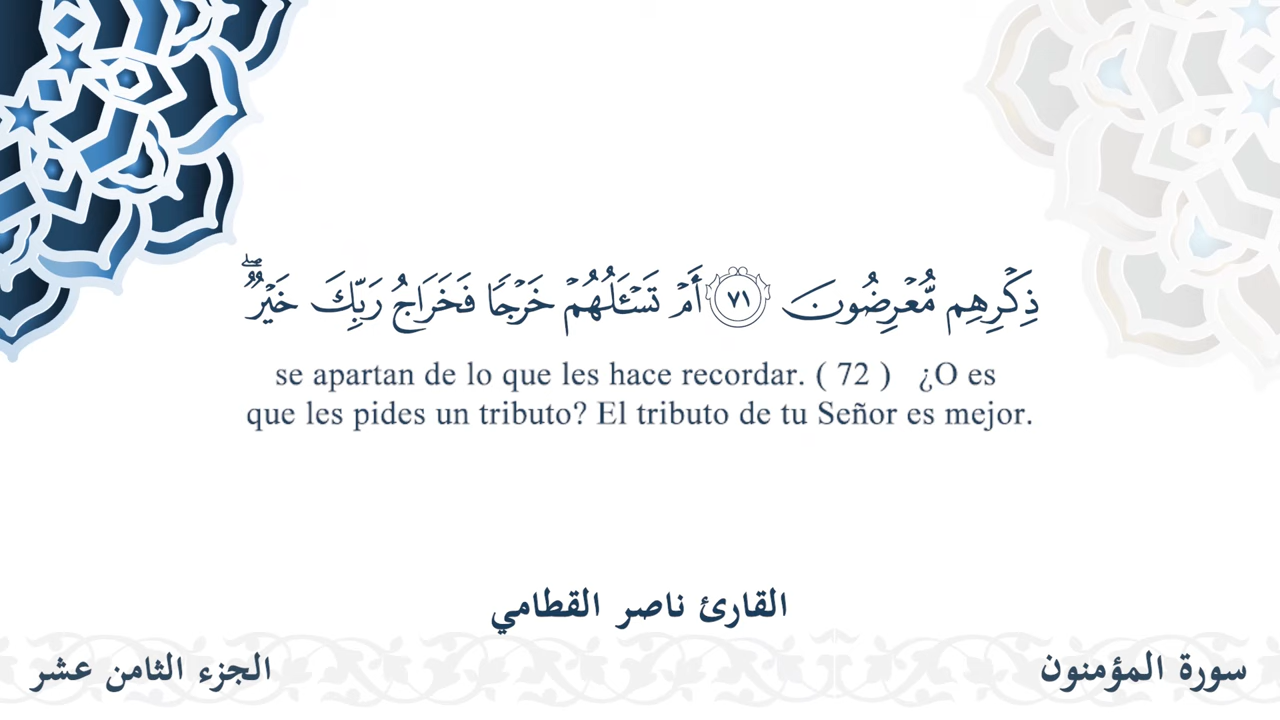 ذِكْرِهِم مُّعْرِضُونَ ٧١ أَمْ تَسْـَٔلُهُمْ خَرْجًا فَخَرَاجُ رَبِّكَ خَيْرٌ ۖ
se apartan de lo que les hace recordar. ( 72 ) ¿O es
que les pides un tributo? El tributo de tu Señor es mejor.
القارئ ناصر القطامي
سورة المؤمنون
الجزء الثامن عشر